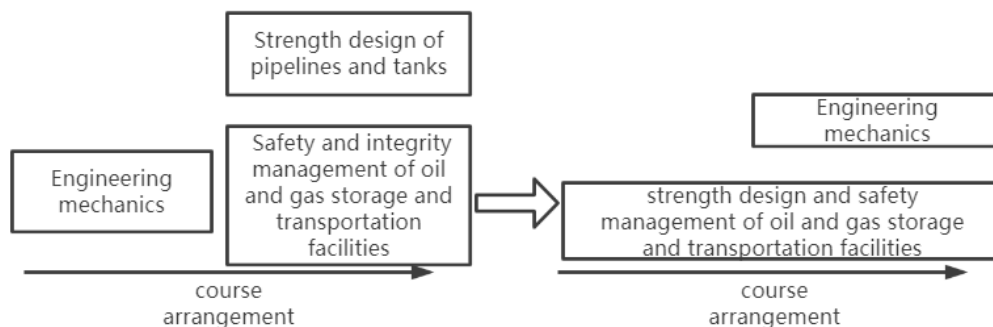 Strength design of
pipelines and tanks
Engineering
mechanics
Safety and integrity
management of oil
and gas storage and
transportation
facilities
course
arrangement
Engineering
mechanics
strength design and safety
management of oil and gas storage
and transportation facilities
course
arrangement